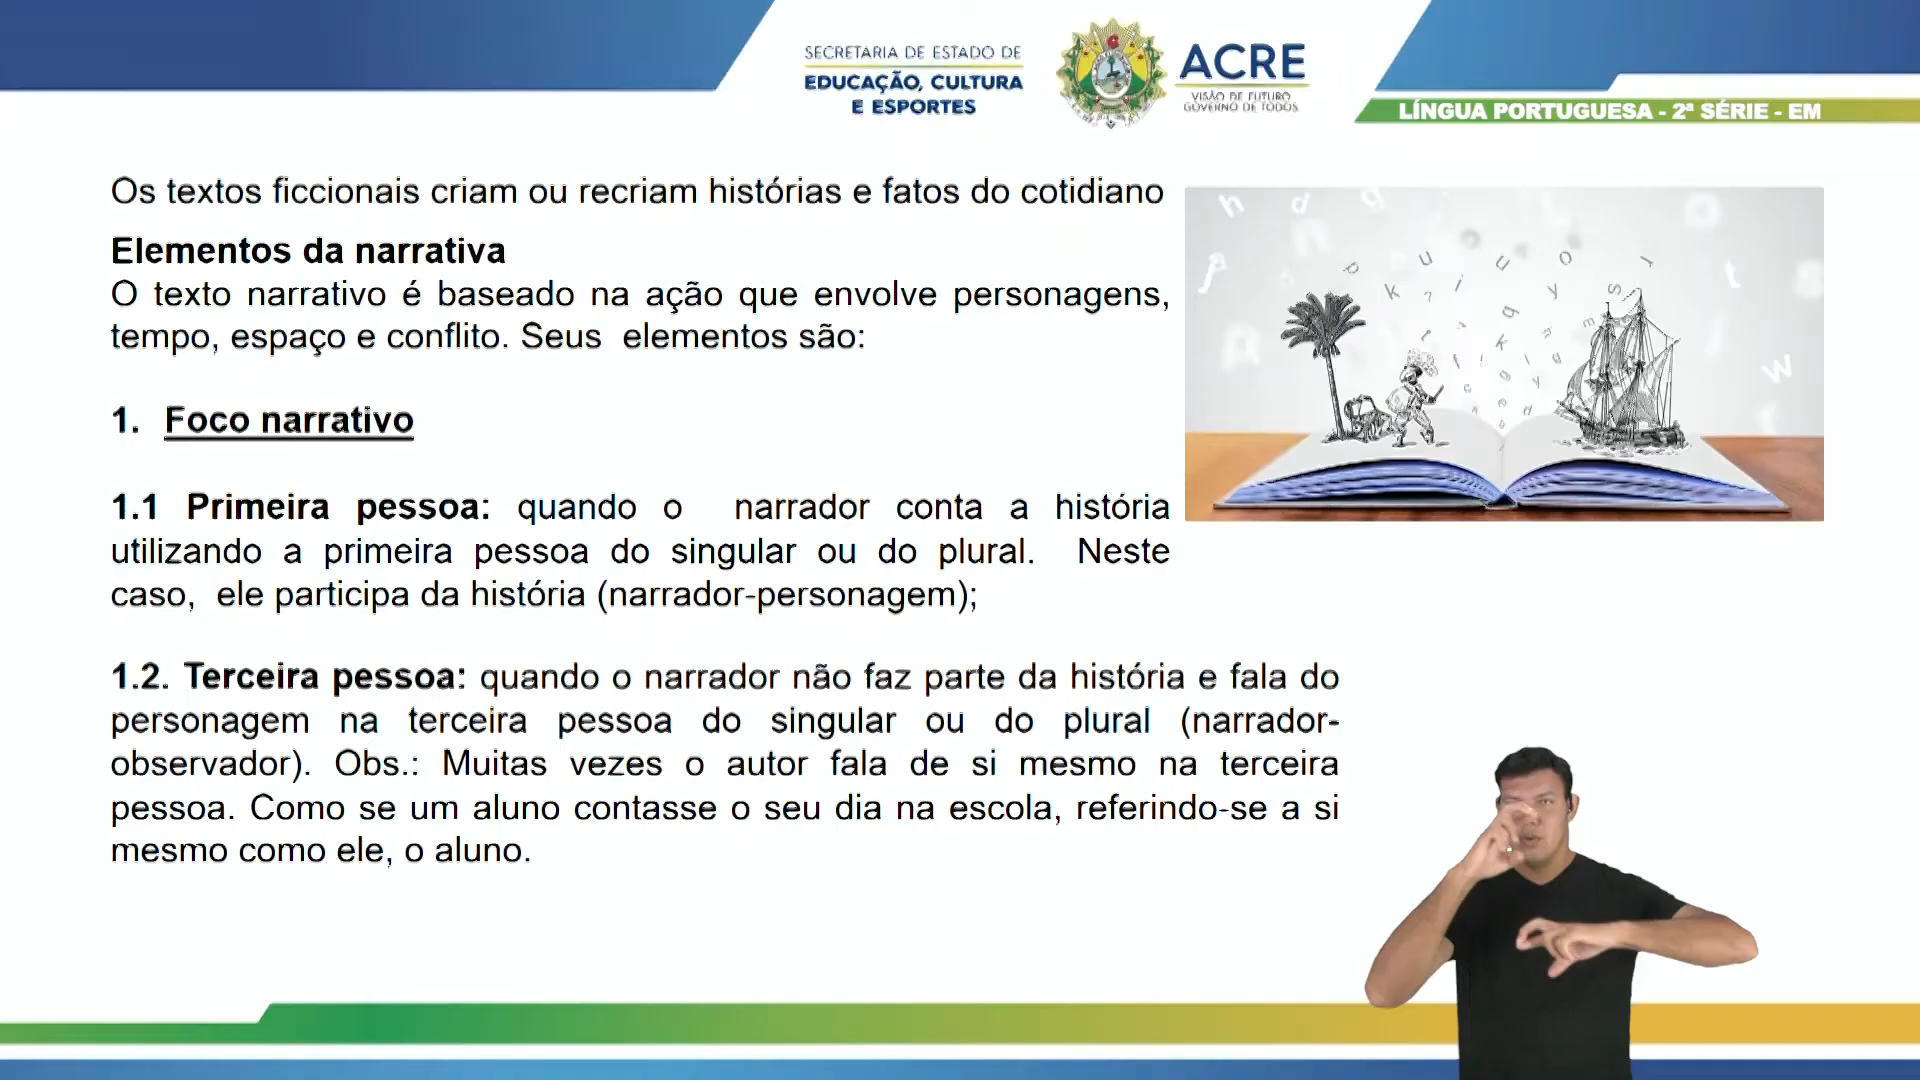 SECRETARIA DE ESTADO DE
EDUCAÇÃO, CULTURA
E ESPORTES
ACRE
VISÃO DE FUTURO
GOVERNO DE TODOS
LÍNGUA PORTUGUESA - 2ª SÉRIE - EM
Os textos ficcionais criam ou recriam histórias e fatos do cotidiano
Elementos da narrativa
O texto narrativo é baseado na ação que envolve personagens,
tempo, espaço e conflito. Seus elementos são:
1. Foco narrativo
1.1 Primeira pessoa: quando o narrador conta a história
utilizando a primeira pessoa do singular ou do plural. Neste
caso, ele participa da história (narrador-personagem);
1.2. Terceira pessoa: quando o narrador não faz parte da história e fala do
personagem na terceira pessoa do singular ou do plural (narrador-
observador). Obs.: Muitas vezes o autor fala de si mesmo na terceira
pessoa. Como se um aluno contasse o seu dia na escola, referindo-se a si
mesmo como ele, o aluno.